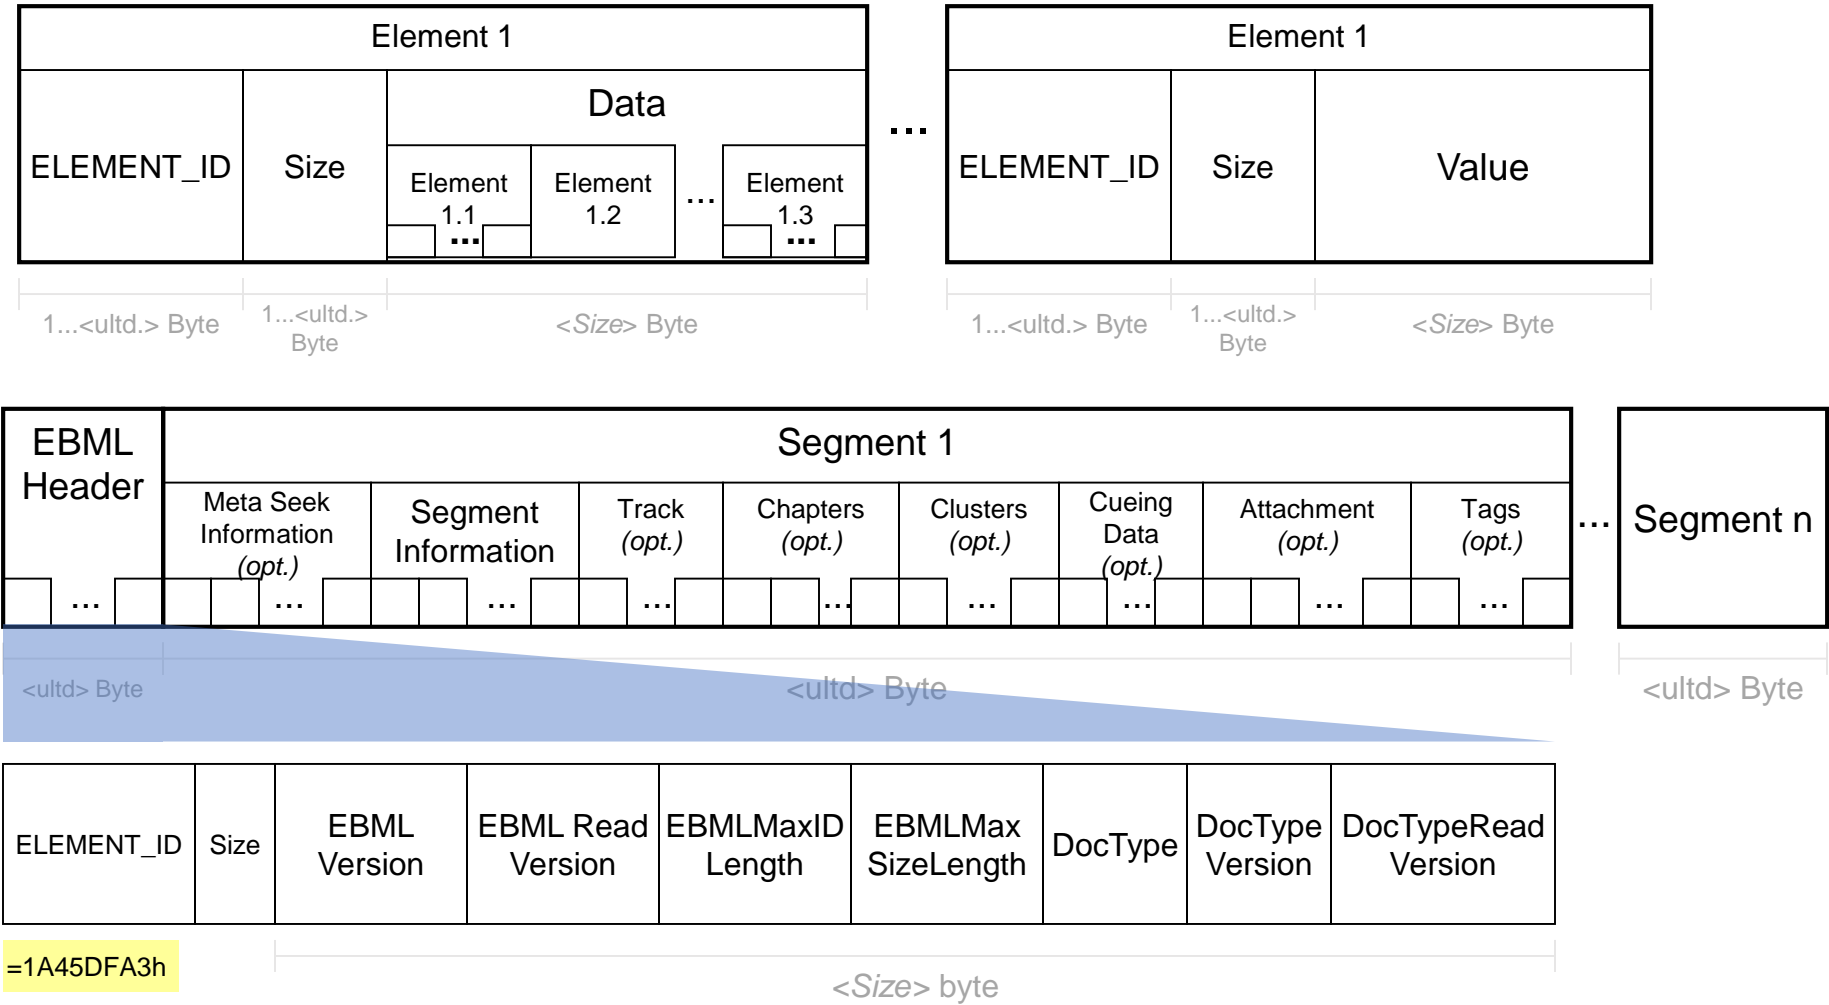 Element 1
ELEMENT_ID
Size
Data
Element
1.1
...
Element
1.2
...
Element
1.3
...
1...<ultd.> Byte
1...<ultd.>
Byte
<Size> Byte
...
Element 1
ELEMENT_ID
Size
Value
1...<ultd.> Byte
1...<ultd.>
Byte
<Size> Byte
EBML
Header
...
Segment 1
Meta Seek
Information
(opt.)
...
Segment
Information
...
Track
(opt.)
...
Chapters
(opt.)
...
Clusters
(opt.)
...
Cueing
Data
(opt.)
...
Attachment
(opt.)
...
Tags
(opt.)
...
...
Segment n
<ultd> Byte
<ultd> Byte
<ultd> Byte
ELEMENT_ID
Size
EBML
Version
EBML Read
Version
EBMLMaxID
Length
EBMLMax
SizeLength
DocType
DocType
Version
DocTypeRead
Version
=1A45DFA3h
<Size> byte